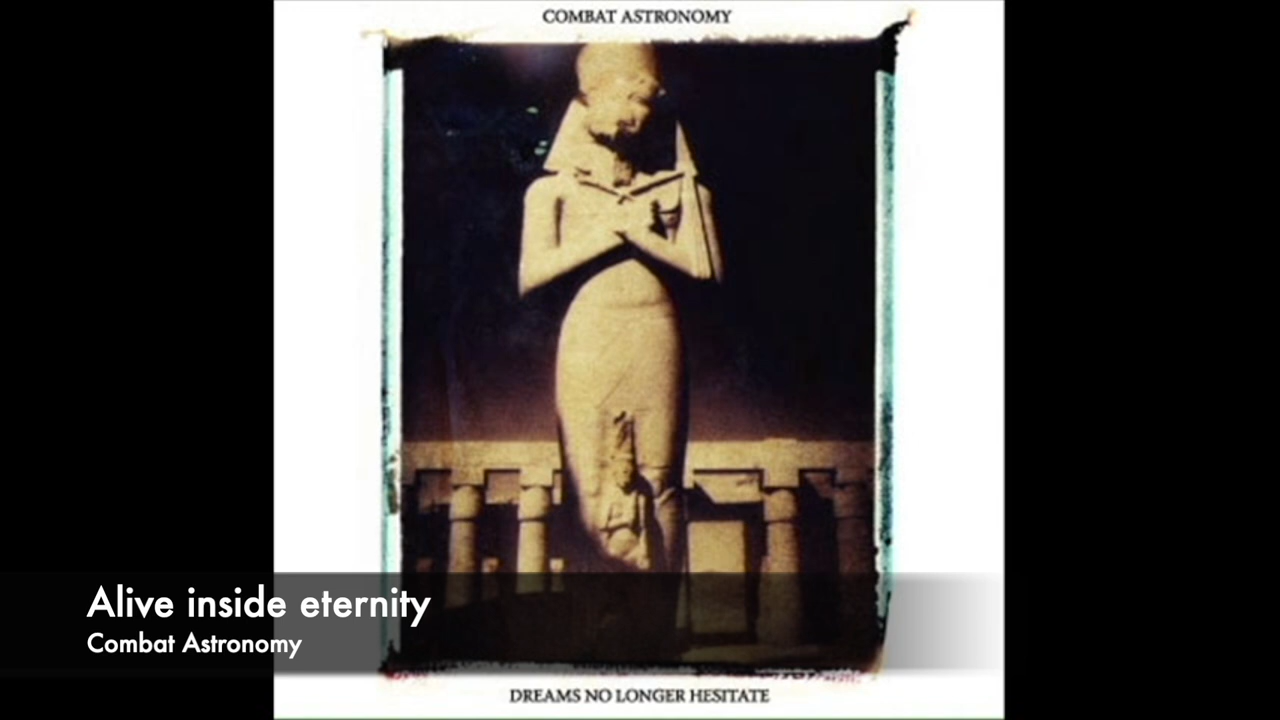 COMBAT ASTRONOMY
Alive inside eternity
Combat Astronomy
DREAMS NO LONGER HESITATE